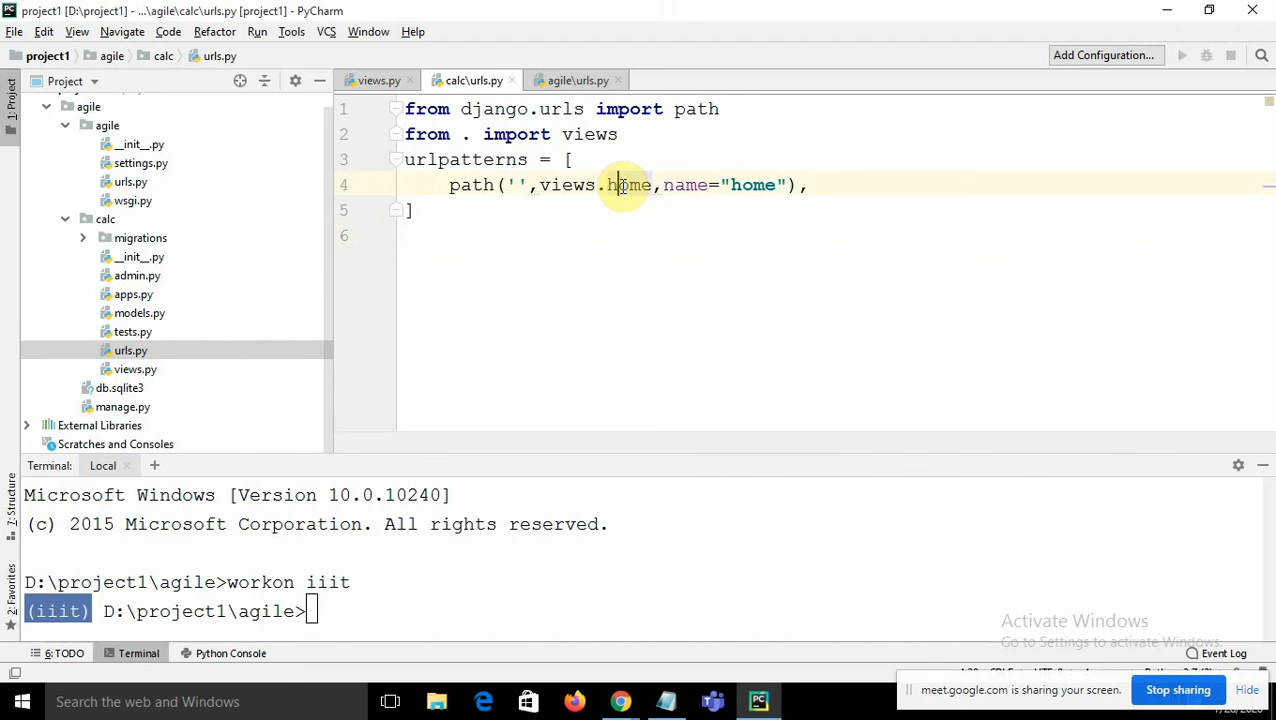 project1 [D:\project1] - ...\agile\calc\urls.py [project1] - PyCharm
File Edit View Navigate Code Refactor Run Tools VCS Window Help
project1 agile calc urls.py Add Configuration...
1: Project
Project
views.py calc\urls.py agile\urls.py
agile
agile
__init__.py
settings.py
urls.py
wsgi.py
calc
migrations
__init__.py
admin.py
apps.py
models.py
tests.py
urls.py
views.py
db.sqlite3
manage.py
External Libraries
Scratches and Consoles
1 from django.urls import path
2 from . import views
3 urlpatterns = [
4 path('',views.home,name="home"),
5 ]
6
Terminal: Local
Microsoft Windows [Version 10.0.10240]
(c) 2015 Microsoft Corporation. All rights reserved.
D:\project1\agile>workon iiit
(iiit) D:\project1\agile>
7: Structure
2: Favorites
Activate Windows
Go to Settings to activate Windows.
6: TODO Terminal Python Console Event Log
meet.google.com is sharing your screen. Stop sharing Hide
Search the web and Windows